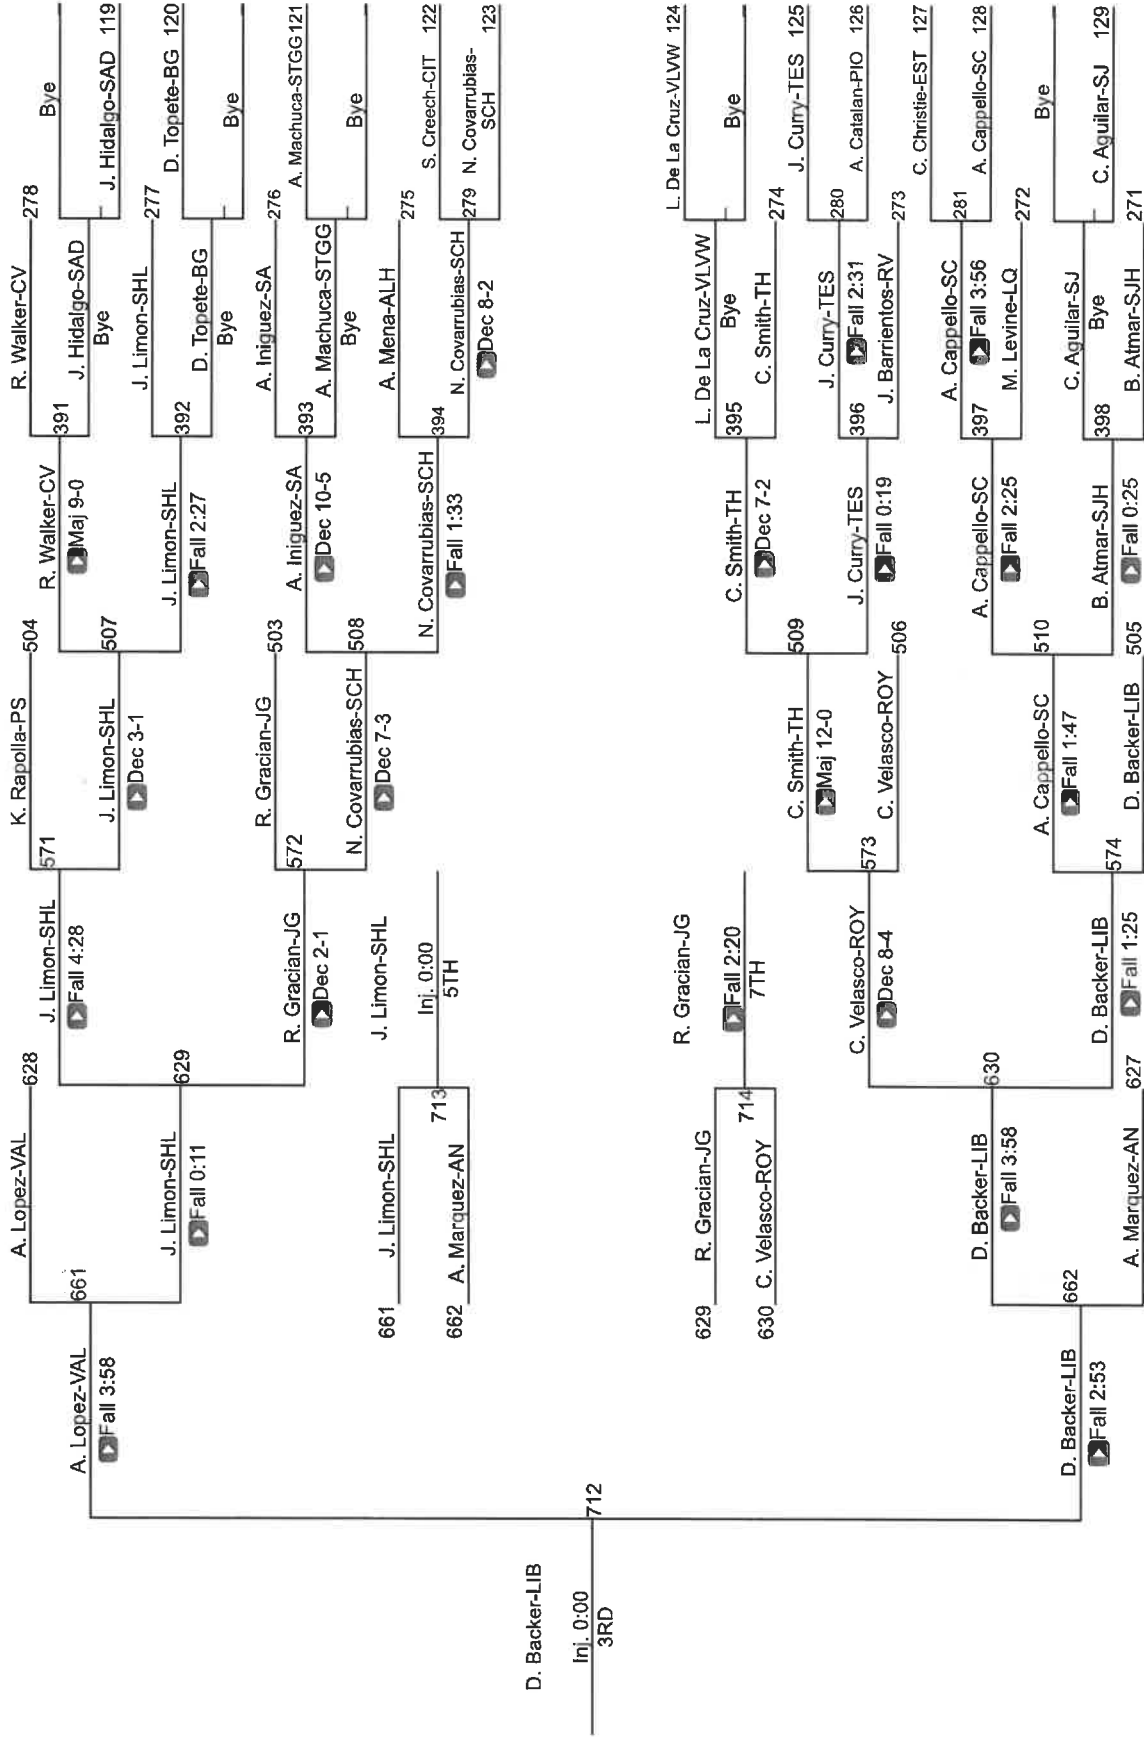 Bye
J. Hidalgo-SAD 119
D. Topete-BG 120
Bye
A. Machuca-STGG 121
Bye
S. Creech-CIT 122
N. Covarrubias-SCH 123
L. De La Cruz-VLVW 124
Bye
J. Curry-TES 125
A. Catalan-PIO 126
C. Christie-EST 127
A. Cappello-SC 128
Bye
C. Aguilar-SJ 129
R. Walker-CV 278
J. Hidalgo-SAD
Bye
J. Limon-SHL 277
D. Topete-BG
Bye
A. Iniguez-SA 276
A. Machuca-STGG
Bye
A. Mena-ALH 275
279
N. Covarrubias-SCH
Dec 8-2
L. De La Cruz-VLVW
Bye
C. Smith-TH 274
280
J. Curry-TES
Fall 2:31
J. Barrientos-RV 273
281
A. Cappello-SC
Fall 3:56
M. Levine-LQ 272
C. Aguilar-SJ
Bye
B. Atmar-SJH 271
391
R. Walker-CV
Maj 9-0
392
J. Limon-SHL
Fall 2:27
393
A. Iniguez-SA
Dec 10-5
394
N. Covarrubias-SCH
Fall 1:33
395
C. Smith-TH
Dec 7-2
396
J. Curry-TES
Fall 0:19
397
A. Cappello-SC
Fall 2:25
398
B. Atmar-SJH
Fall 0:25
K. Rapolla-PS 504
507
J. Limon-SHL
Dec 3-1
R. Gracian-JG 503
508
N. Covarrubias-SCH
Dec 7-3
509
C. Smith-TH
Maj 12-0
C. Velasco-ROY 506
510
A. Cappello-SC
Fall 1:47
D. Backer-LIB 505
571
J. Limon-SHL
Fall 4:28
572
R. Gracian-JG
Dec 2-1
573
C. Velasco-ROY
Dec 8-4
574
D. Backer-LIB
Fall 1:25
A. Lopez-VAL 628
629
J. Limon-SHL
Fall 0:11
630
D. Backer-LIB
Fall 3:58
A. Marquez-AN 627
661
A. Lopez-VAL
Fall 3:58
662
D. Backer-LIB
Fall 2:53
712
D. Backer-LIB
Inj. 0:00
3RD
661 J. Limon-SHL
662 A. Marquez-AN
713
J. Limon-SHL
Inj. 0:00
5TH
629 R. Gracian-JG
630 C. Velasco-ROY
714
R. Gracian-JG
Fall 2:20
7TH